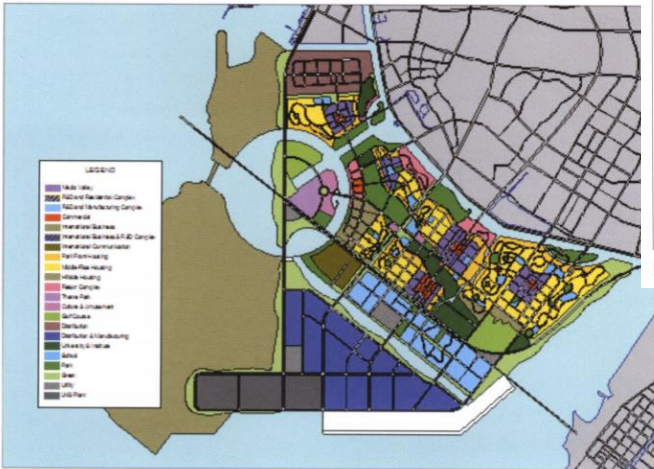 LEGEND
Media Valley
R&D and Residential Complex
R&D and Manufacturing Complex
Commercial
International Business
International Business & R&D Complex
International Communication
Park Front Housing
Middle-Rise Housing
Hillside Housing
Resort Complex
Theme Park
Culture & Amusement
Golf Course
Distribution
Distribution & Manufacturing
University & Institute
School
Park
Green
Utility
LNG Plant